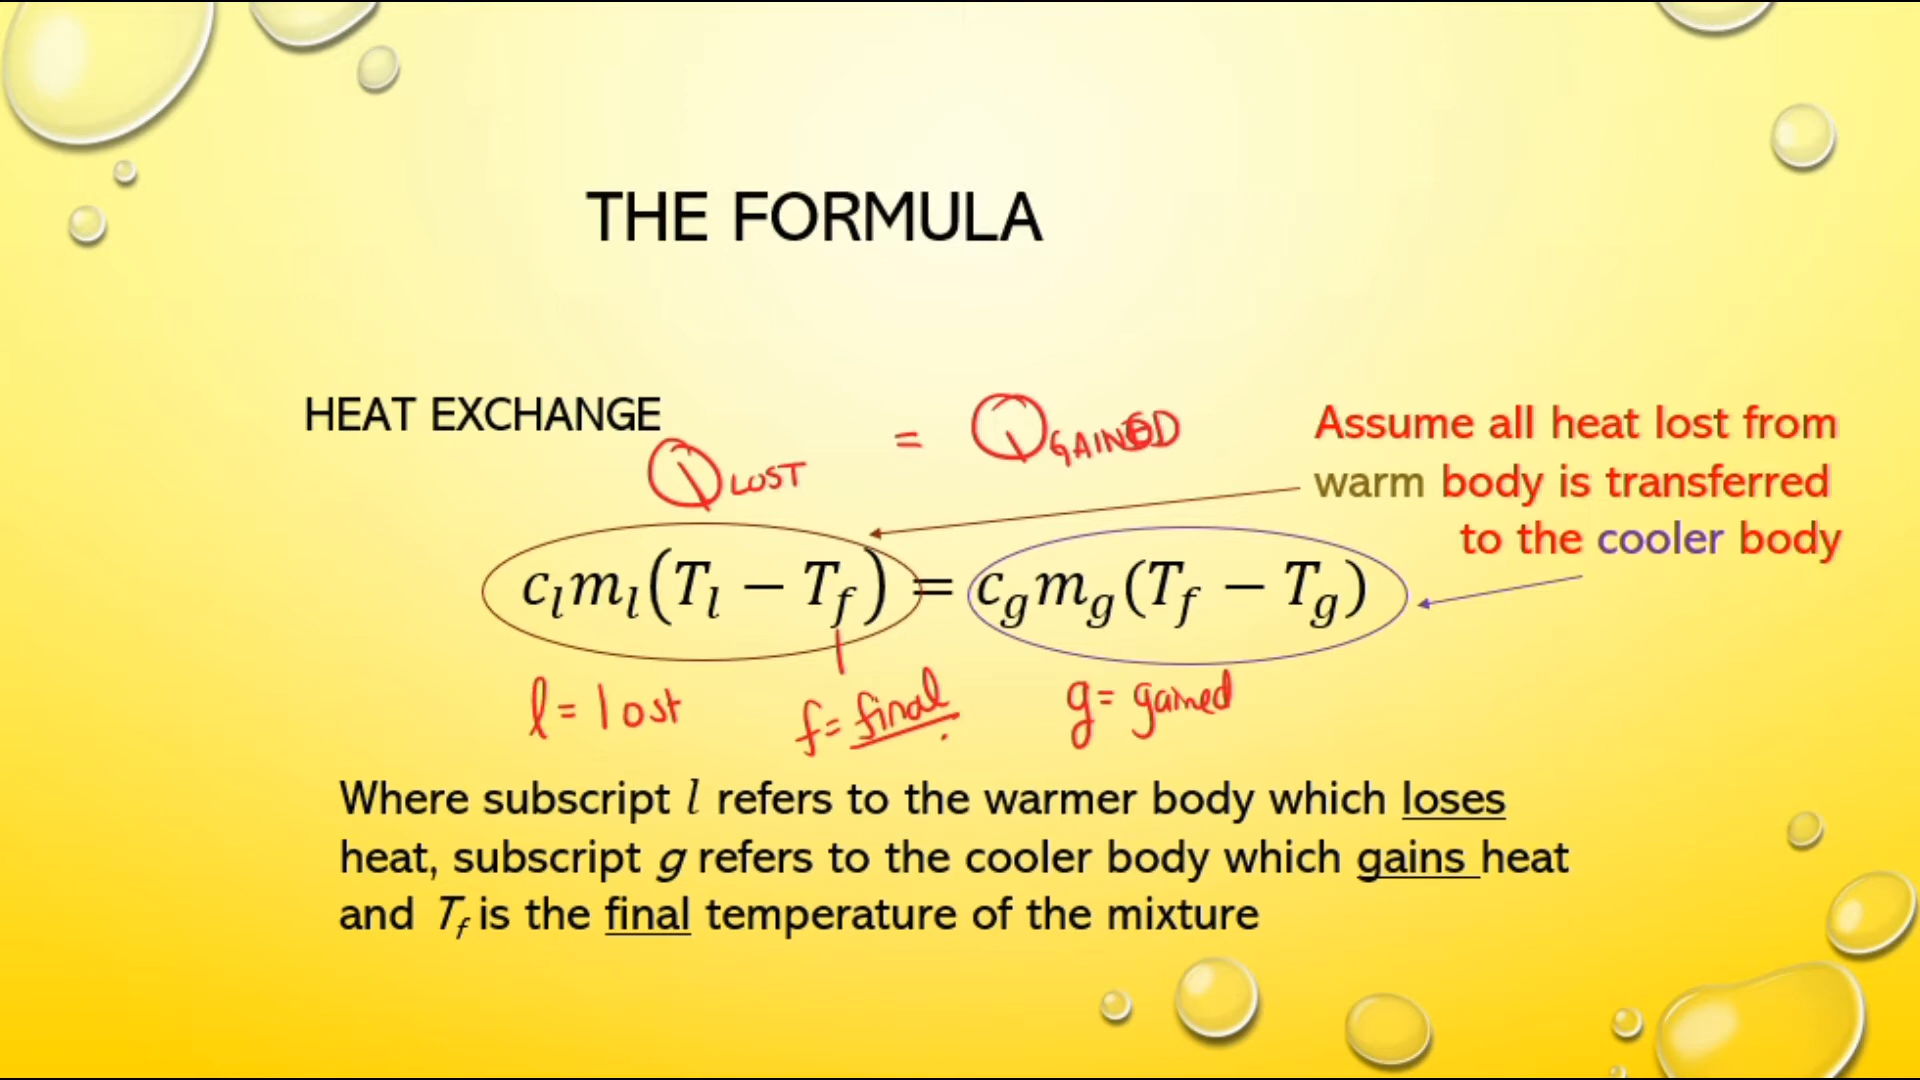 THE FORMULA
HEAT EXCHANGE
Q LOST = Q GAINED
Assume all heat lost from
warm body is transferred
to the cooler body
c_l m_l (T_l − T_f) = c_g m_g (T_f − T_g)
l = lost
f = final
g = gained
Where subscript l refers to the warmer body which loses
heat, subscript g refers to the cooler body which gains heat
and T_f is the final temperature of the mixture